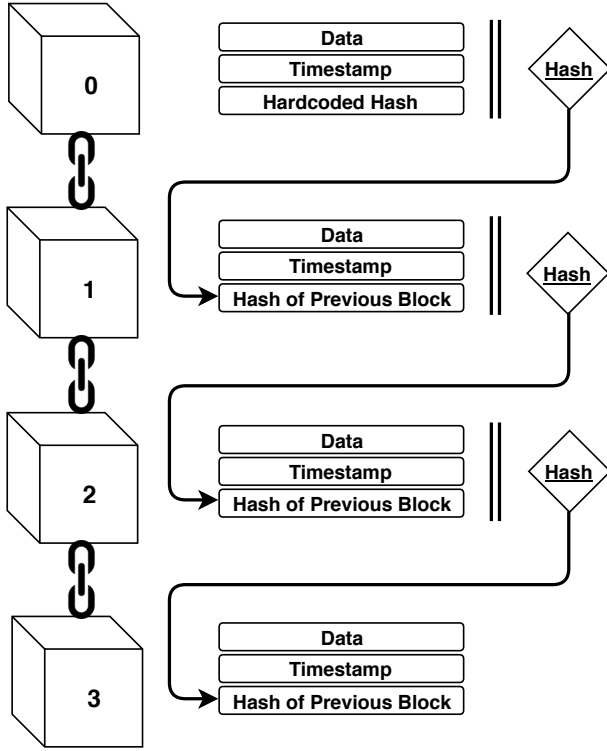 0
Data
Timestamp
Hardcoded Hash
Hash
1
Data
Timestamp
Hash of Previous Block
Hash
2
Data
Timestamp
Hash of Previous Block
Hash
3
Data
Timestamp
Hash of Previous Block